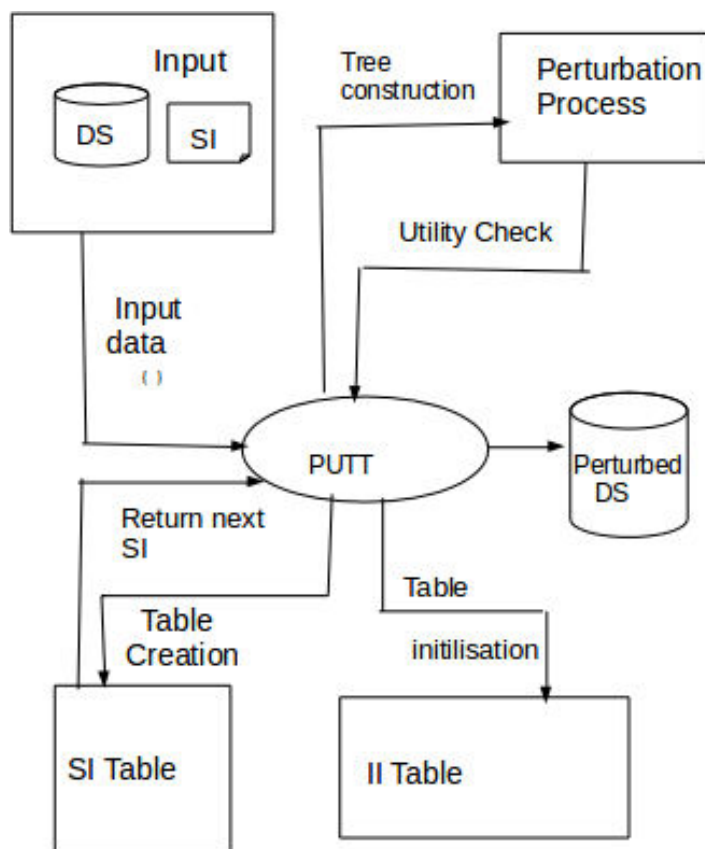 Input
DS
SI
Tree
construction
Perturbation
Process
Utility Check
Input
data
( )
PUTT
Perturbed
DS
Return next
SI
Table
initilisation
Table
Creation
SI Table
II Table